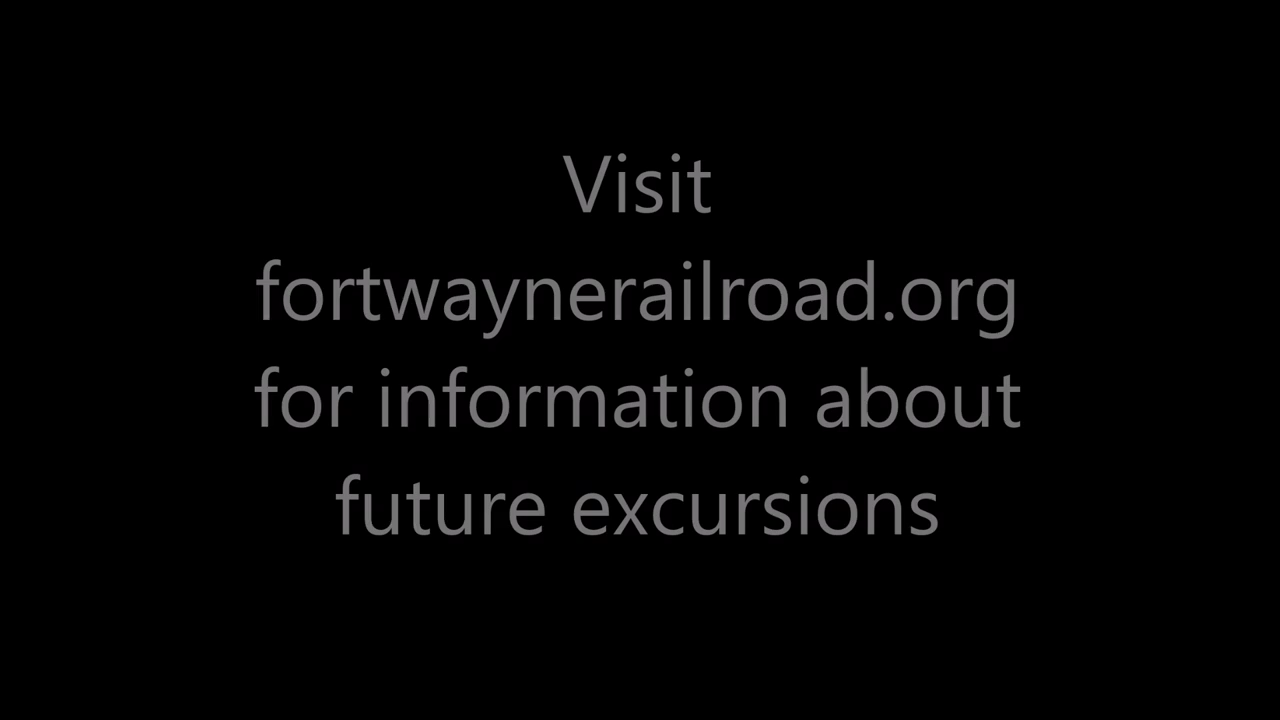 Visit
fortwaynerailroad.org
for information about
future excursions